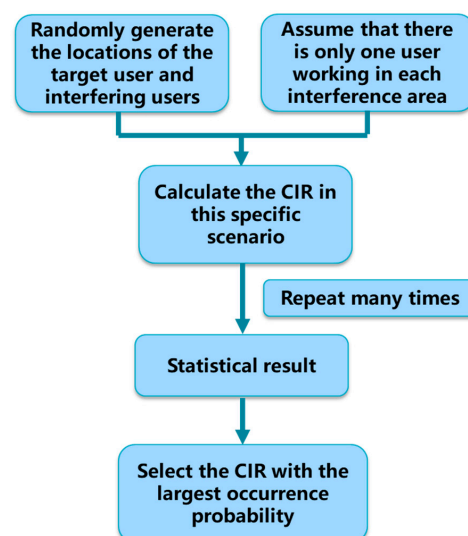 Randomly generate
the locations of the
target user and
interfering users
Assume that there
is only one user
working in each
interference area
Calculate the CIR in
this specific
scenario
Repeat many times
Statistical result
Select the CIR with the
largest occurrence
probability